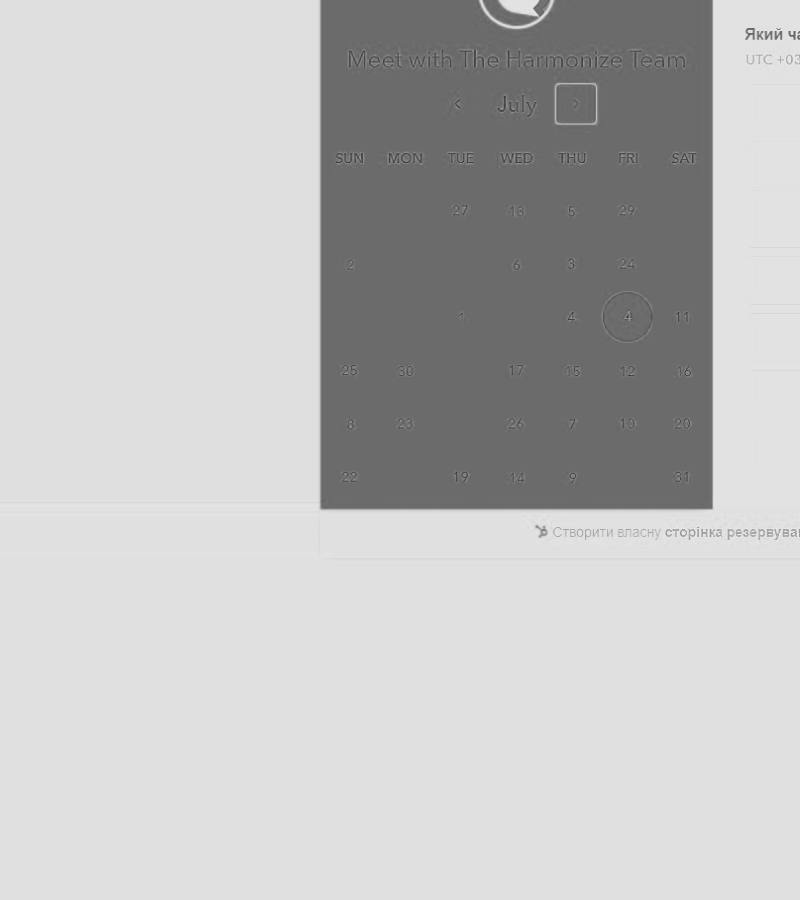 Який
Meet with The Harmonize Team
UTC +03
July
SUN MON TUE WED THU FRI SAT
27 13 5 29
2 6 3 24
1 4 4 11
25 30 17 15 12 16
8 23 26 7 10 20
22 19 14 9 31
Створити власну сторінка